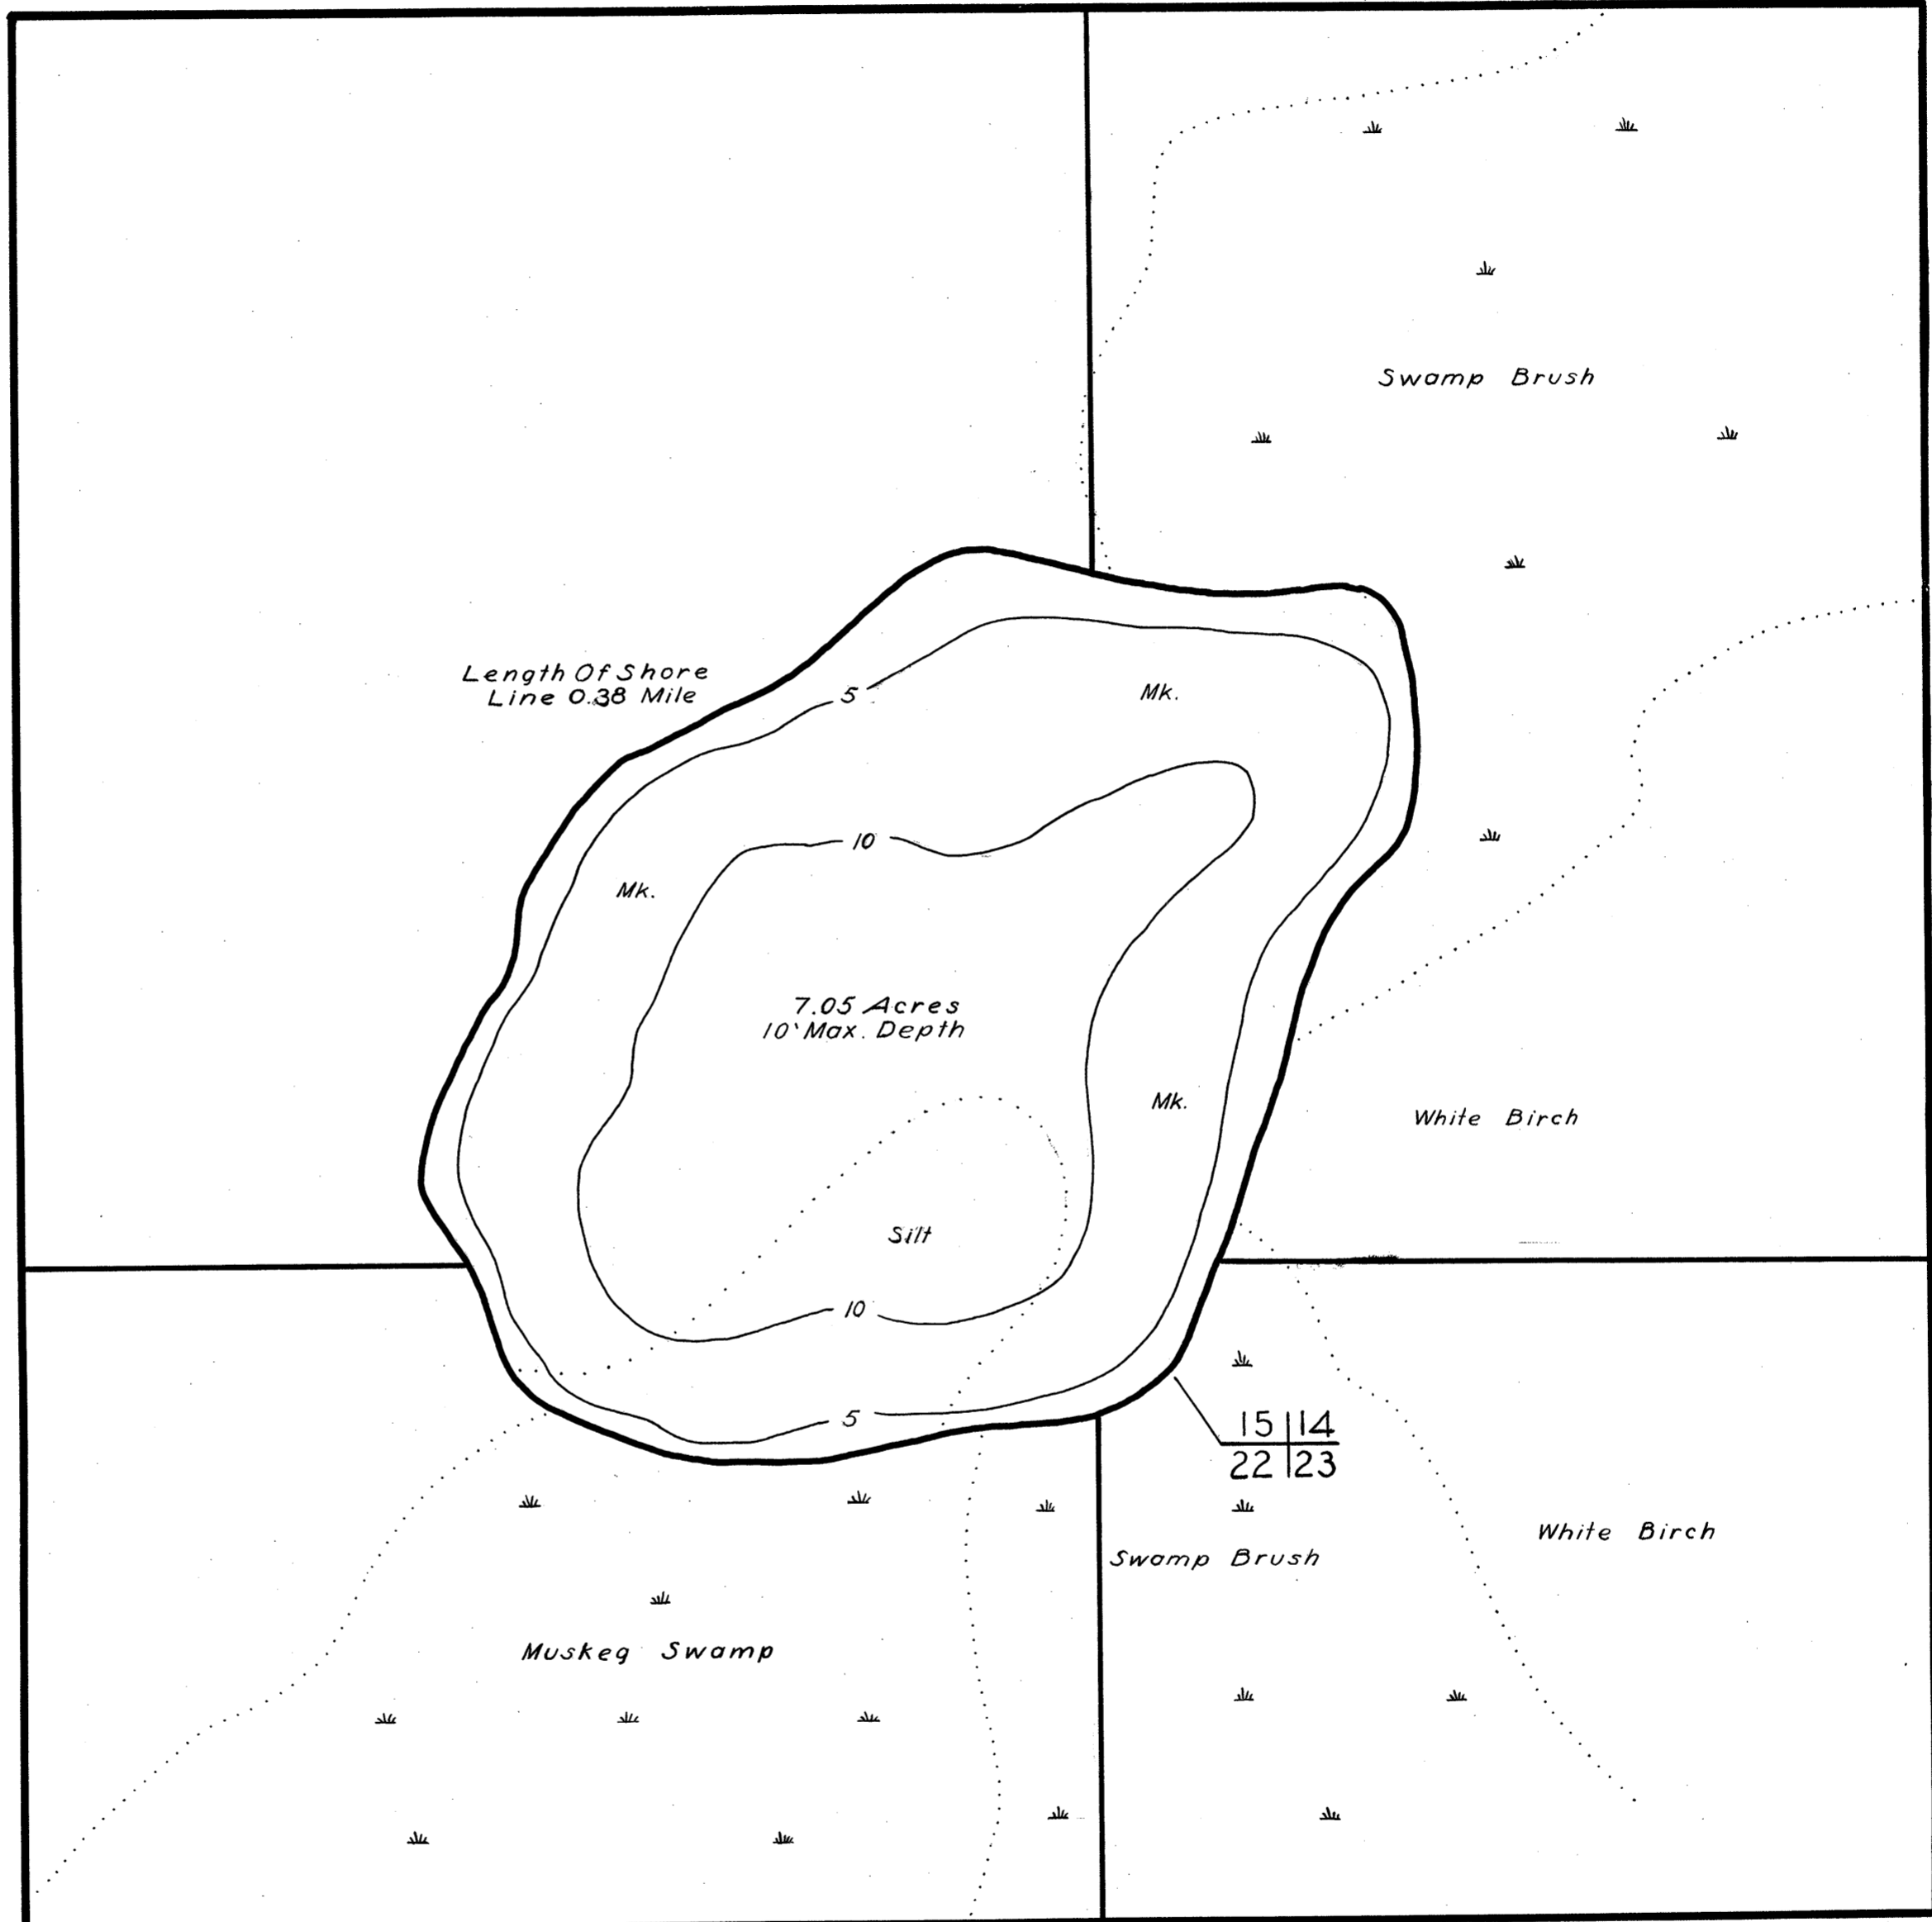 Swamp Brush
Length Of Shore
Line 0.38 Mile
5
Mk.
10
Mk.
7.05 Acres
10' Max. Depth
Mk.
White Birch
Silt
10
5
15 | 14
22 | 23
White Birch
Swamp Brush
Muskeg Swamp